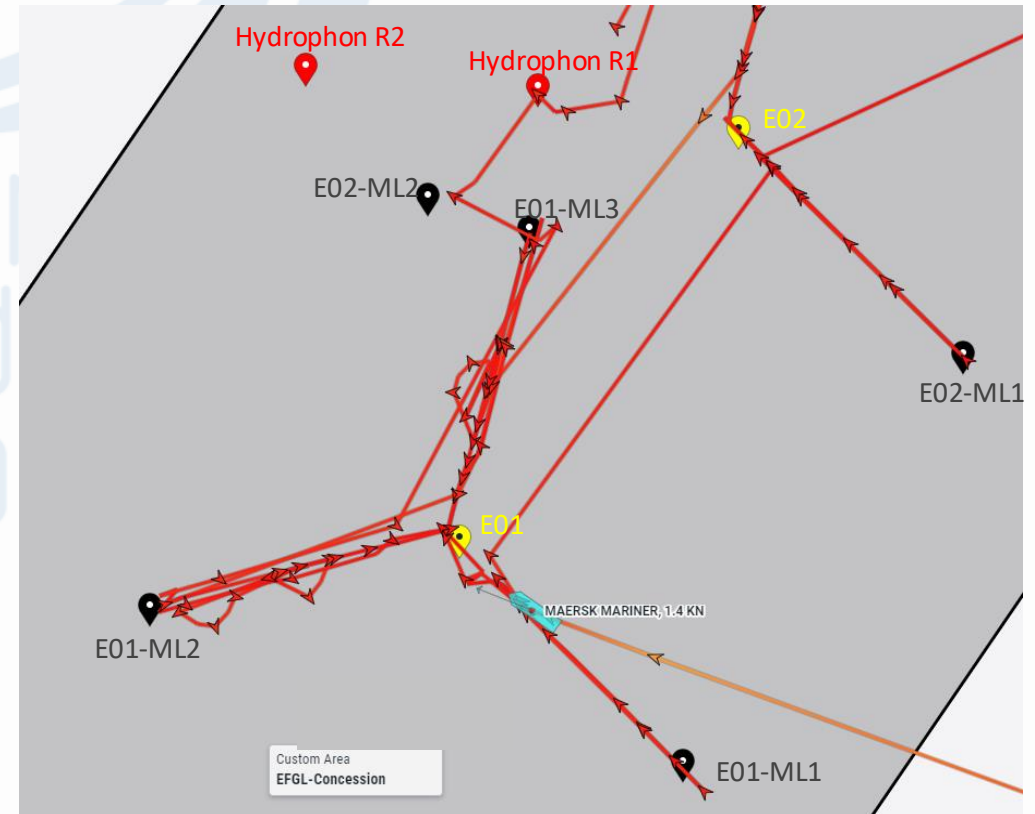 Hydrophon R2
Hydrophon R1
E02
E02-ML2
E01-ML3
E02-ML1
E01
MAERSK MARINER, 1.4 KN
E01-ML2
E01-ML1
Custom Area
EFGL-Concession